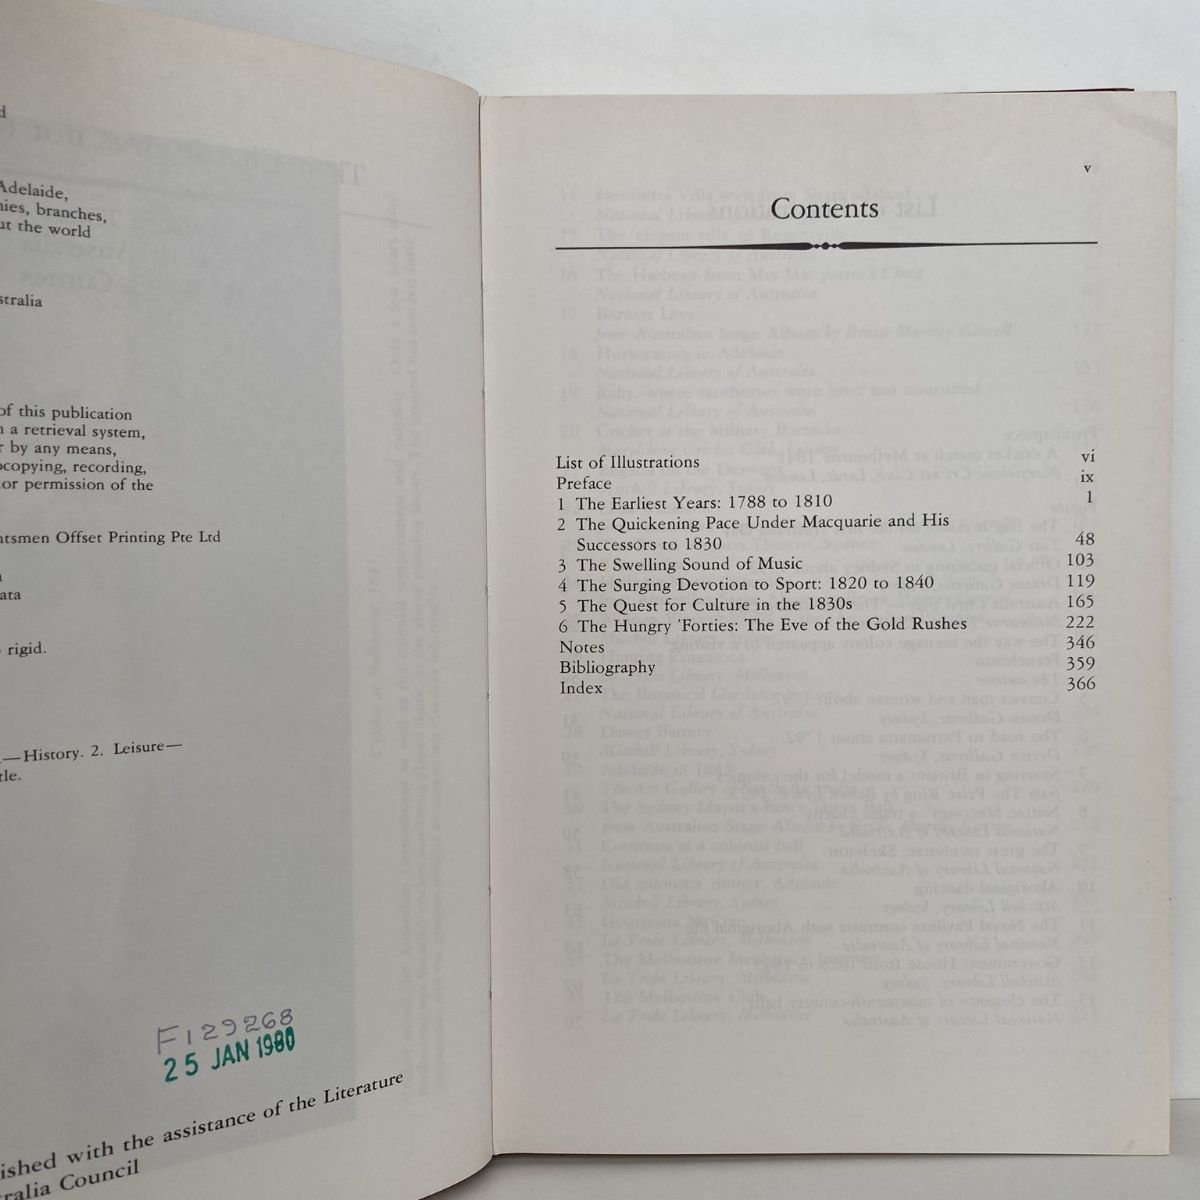 d
Adelaide,
nies, branches,
ut the world
stralia
of this publication
a retrieval system,
r by any means,
ocopying, recording,
or permission of the
ntsmen Offset Printing Pte Ltd
ata
rigid.
—History. 2. Leisure—
tle.
F129268
25 JAN 1980
ished with the assistance of the Literature
ralia Council
v
Contents
List of Illustrations vi
Preface ix
1 The Earliest Years: 1788 to 1810 1
2 The Quickening Pace Under Macquarie and His
Successors to 1830 48
3 The Swelling Sound of Music 103
4 The Surging Devotion to Sport: 1820 to 1840 119
5 The Quest for Culture in the 1830s 165
6 The Hungry 'Forties: The Eve of the Gold Rushes 222
Notes 346
Bibliography 359
Index 366